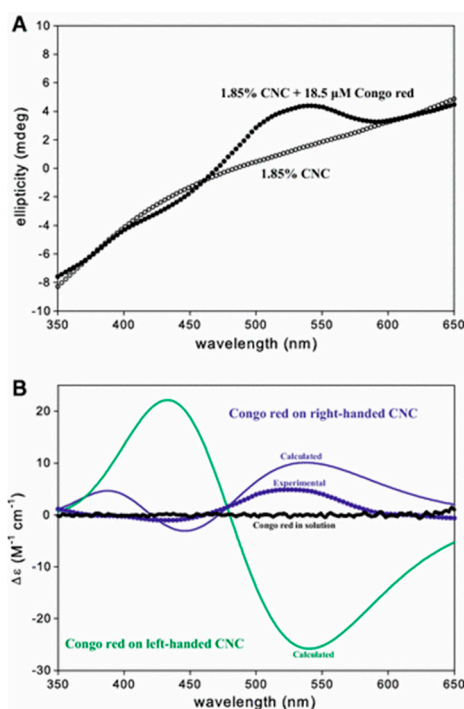 A
10
8
1.85% CNC + 18.5 µM Congo red
6
4
2
0
-2
-4
-6
-8
-10
ellipticity (mdeg)
1.85% CNC
350 400 450 500 550 600 650
wavelength (nm)
B
20
10
0
-10
-20
-30
Δε (M⁻¹ cm⁻¹)
Congo red on right-handed CNC
Calculated
Experimental
Congo red in solution
Congo red on left-handed CNC
Calculated
350 400 450 500 550 600 650
wavelength (nm)